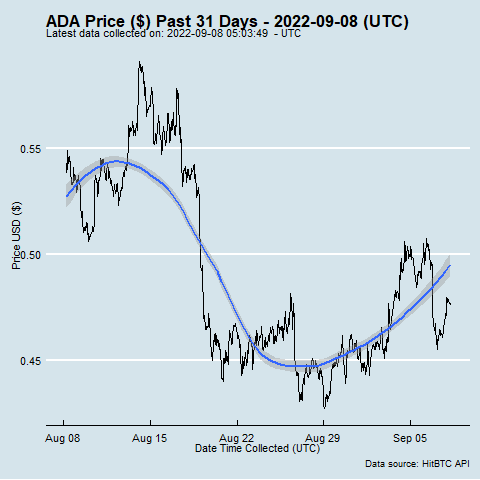 ADA Price ($) Past 31 Days - 2022-09-08 (UTC)
Latest data collected on: 2022-09-08 05:03:49 - UTC
0.55
0.50
0.45
Price USD ($)
Aug 08 Aug 15 Aug 22 Aug 29 Sep 05
Date Time Collected (UTC)
Data source: HitBTC API